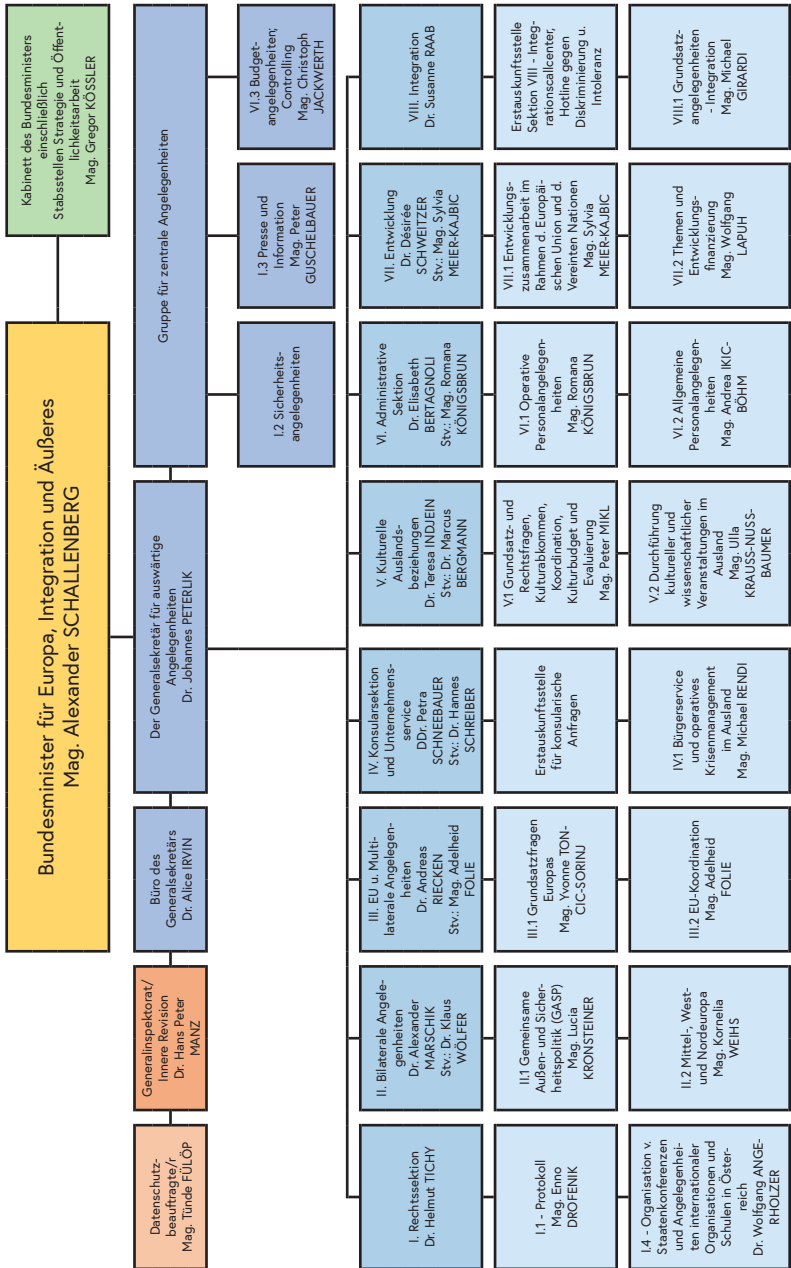 Bundesminister für Europa, Integration und Äußeres
Mag. Alexander SCHALLENBERG
Kabinett des Bundesministers
einschließlich
Stabsstellen Strategie und Öffent-
lichkeitsarbeit
Mag. Gregor KÖSSLER
Datenschutz-
beauftragte/r
Mag. Tünde FÜLÖP
Generalinspektorat/
Innere Revision
Dr. Hans Peter
MANZ
Büro des
Generalsekretärs
Dr. Alice IRVIN
Der Generalsekretär für auswärtige
Angelegenheiten
Dr. Johannes PETERLIK
Gruppe für zentrale Angelegenheiten
I.2 Sicherheits-
angelegenheiten
I.3 Presse und
Information
Mag. Peter
GUSCHELBAUER
VI.3 Budget-
angelegenheiten;
Controlling
Mag. Christoph
JACKWERTH
I. Rechtssektion
Dr. Helmut TICHY
II. Bilaterale Angele-
genheiten
Dr. Alexander
MARSCHIK
Stv.: Dr. Klaus
WÖLFER
III. EU u. Multi-
laterale Angelegen-
heiten
Dr. Andreas
RIECKEN
Stv.: Mag. Adelheid
FOLIE
IV. Konsularsektion
und Unternehmens-
service
DDr. Petra
SCHNEEBAUER
Stv.: Dr. Hannes
SCHREIBER
V. Kulturelle
Auslands-
beziehungen
Dr. Teresa INDJEIN
Stv.: Dr. Marcus
BERGMANN
VI. Administrative
Sektion
Dr. Elisabeth
BERTAGNOLI
Stv.: Mag. Romana
KÖNIGSBRUN
VII. Entwicklung
Dr. Désirée
SCHWEITZER
Stv.: Mag. Sylvia
MEIER-KAJBIC
VIII. Integration
Dr. Susanne RAAB
I.1 - Protokoll
Mag. Enno
DROFENIK
II.1 Gemeinsame
Außen- und Sicher-
heitspolitik (GASP)
Mag. Lucia
KRONSTEINER
III.1 Grundsatzfragen
Europas
Mag. Yvonne TON-
CIC-SORINJ
Erstauskunftsstelle
für konsularische
Anfragen
V.1 Grundsatz- und
Rechtsfragen,
Kulturabkommen,
Koordination,
Kulturbudget und
Evaluierung
Mag. Peter MIKL
VI.1 Operative
Personalangelegen-
heiten
Mag. Romana
KÖNIGSBRUN
VII.1 Entwicklungs-
zusammenarbeit im
Rahmen d. Europäi-
schen Union und d.
Vereinten Nationen
Mag. Sylvia
MEIER-KAJBIC
Erstauskunftsstelle
Sektion VIII - Integ-
rationscallcenter,
Hotline gegen
Diskriminierung u.
Intoleranz
I.4 - Organisation v.
Staatenkonferenzen
und Angelegenhei-
ten internationaler
Organisationen und
Schulen in Öster-
reich
Dr. Wolfgang ANGE-
RHOLZER
II.2 Mittel-, West-
und Nordeuropa
Mag. Kornelia
WEIHS
III.2 EU-Koordination
Mag. Adelheid
FOLIE
IV.1 Bürgerservice
und operatives
Krisenmanagement
im Ausland
Mag. Michael RENDI
V.2 Durchführung
kultureller und
wissenschaftlicher
Veranstaltungen im
Ausland
Mag. Ulla
KRAUSS-NUSS-
BAUMER
VI.2 Allgemeine
Personalangelegen-
heiten
Mag. Andrea IKIC-
BÖHM
VII.2 Themen und
Entwicklungs-
finanzierung
Mag. Wolfgang
LAPUH
VIII.1 Grundsatz-
angelegenheiten
- Integration
Mag. Michael
GIRARDI